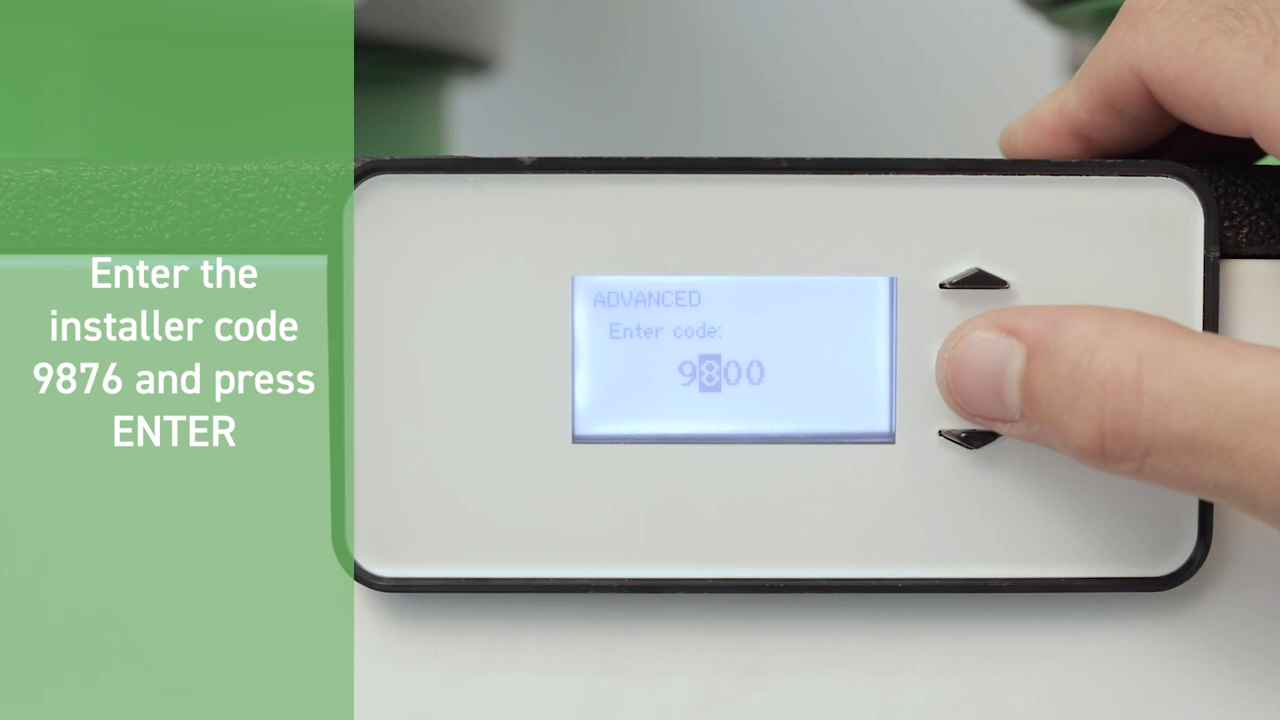 Enter the
installer code
9876 and press
ENTER
ADVANCED
Enter code:
9800